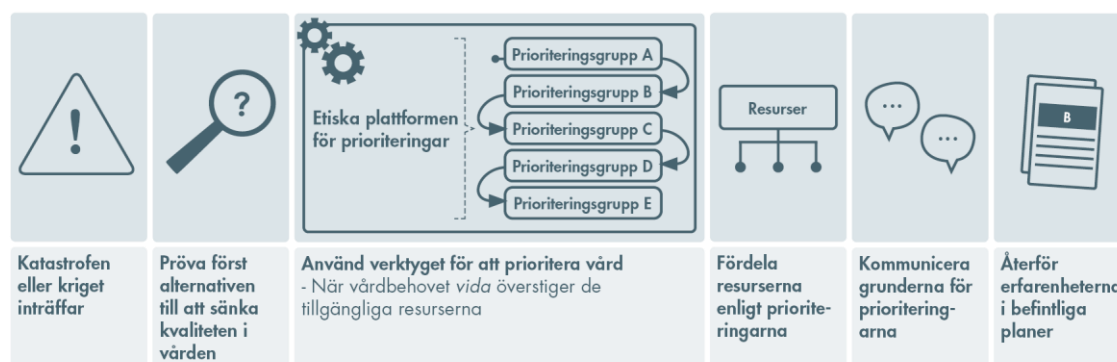 ?
Etiska plattformen
för prioriteringar
Prioriteringsgrupp A
Prioriteringsgrupp B
Prioriteringsgrupp C
Prioriteringsgrupp D
Prioriteringsgrupp E
Resurser
...
...
B
Katastrofen
eller kriget
inträffar
Pröva först
alternativen
till att sänka
kvaliteten i
vården
Använd verktyget för att prioritera vård
- När vårdbehovet vida överstiger de
tillgängliga resurserna
Fördela
resurserna
enligt priorite-
ringarna
Kommunicera
grunderna för
prioritering-
arna
Återför
erfarenheterna
i befintliga
planer